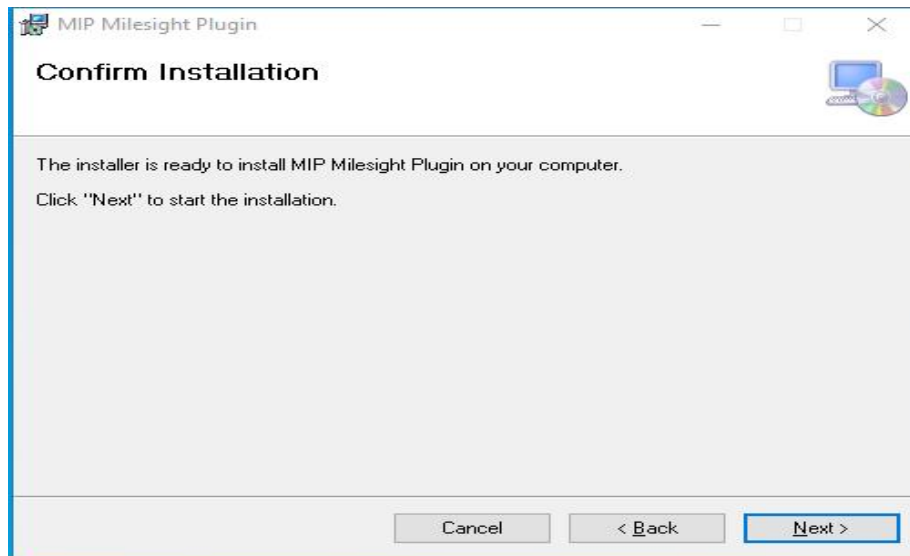 MIP Milesight Plugin
Confirm Installation
The installer is ready to install MIP Milesight Plugin on your computer.
Click "Next" to start the installation.
Cancel
< Back
Next >